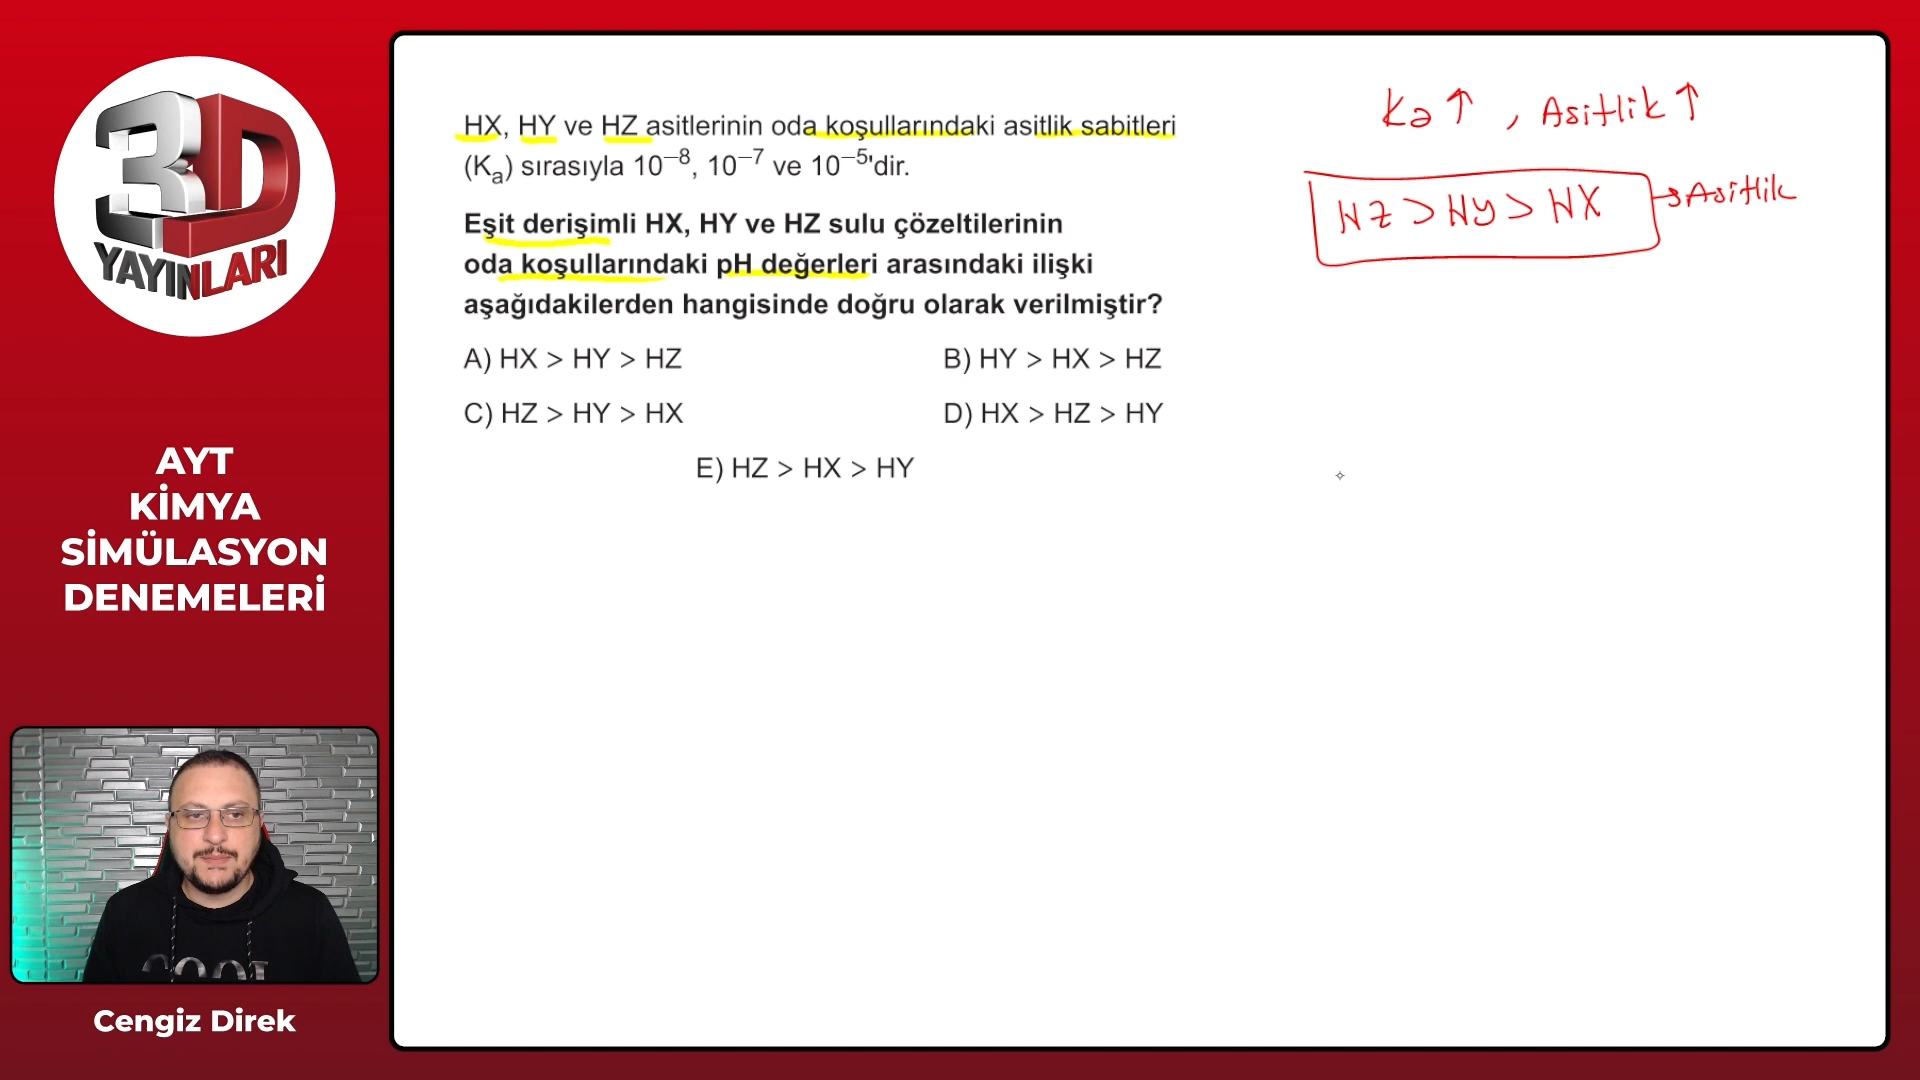 3D
YAYINLARI
AYT
KİMYA
SİMÜLASYON
DENEMELERİ
Cengiz Direk
HX, HY ve HZ asitlerinin oda koşullarındaki asitlik sabitleri
(Kₐ) sırasıyla 10⁻⁸, 10⁻⁷ ve 10⁻⁵'dir.
Eşit derişimli HX, HY ve HZ sulu çözeltilerinin
oda koşullarındaki pH değerleri arasındaki ilişki
aşağıdakilerden hangisinde doğru olarak verilmiştir?
A) HX > HY > HZ
B) HY > HX > HZ
C) HZ > HY > HX
D) HX > HZ > HY
E) HZ > HX > HY
Ka ↑ , Asitlik ↑
HZ > HY > HX → Asitlik